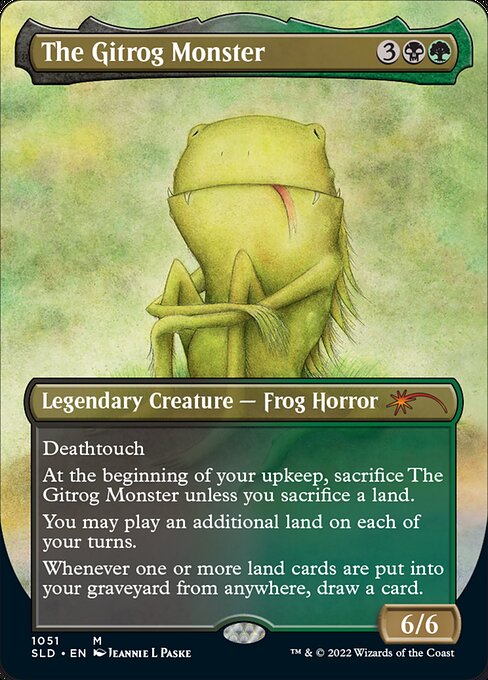 The Gitrog Monster 3
Legendary Creature — Frog Horror
Deathtouch
At the beginning of your upkeep, sacrifice The
Gitrog Monster unless you sacrifice a land.
You may play an additional land on each of
your turns.
Whenever one or more land cards are put into
your graveyard from anywhere, draw a card.
6/6
1051 M
SLD • EN Jeannie L Paske
™ & © 2022 Wizards of the Coast